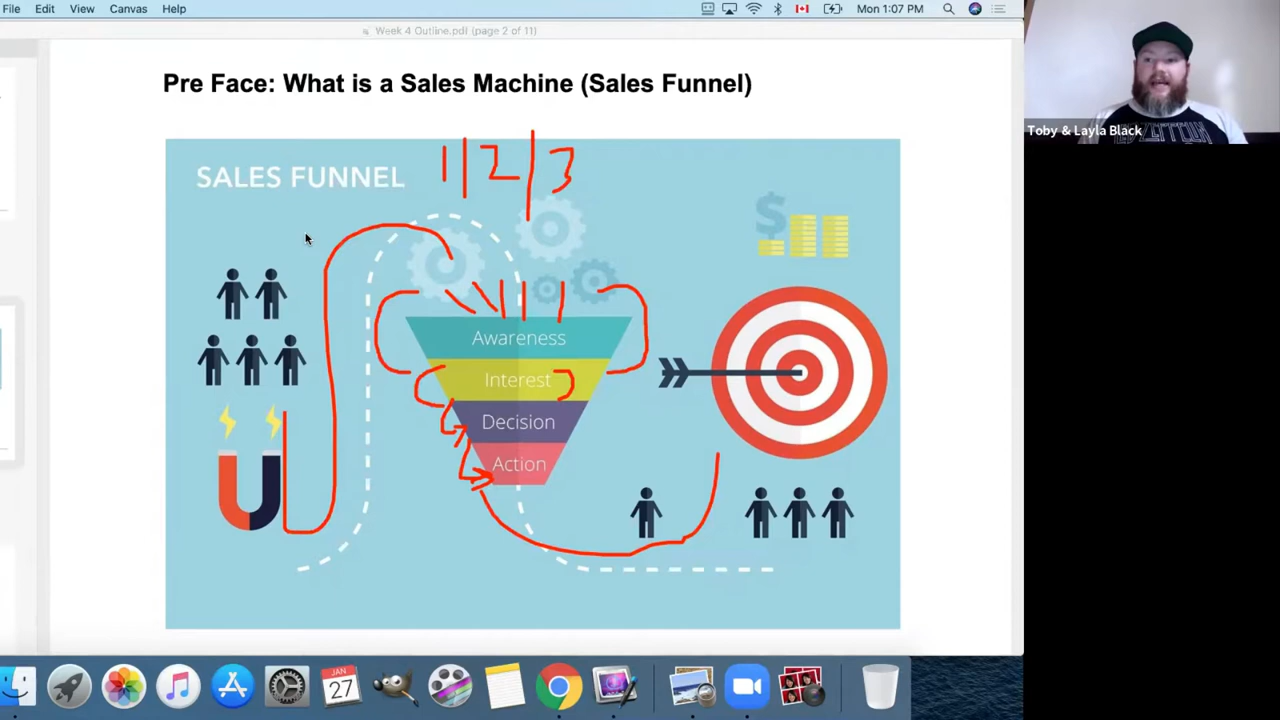 File Edit View Canvas Help Mon 1:07 PM
Week 4 Outline.pdf (page 2 of 11)
Pre Face: What is a Sales Machine (Sales Funnel)
Toby & Layla Black
SALES FUNNEL
1 | 2 | 3
$
Awareness
Interest
Decision
Action
JAN
27